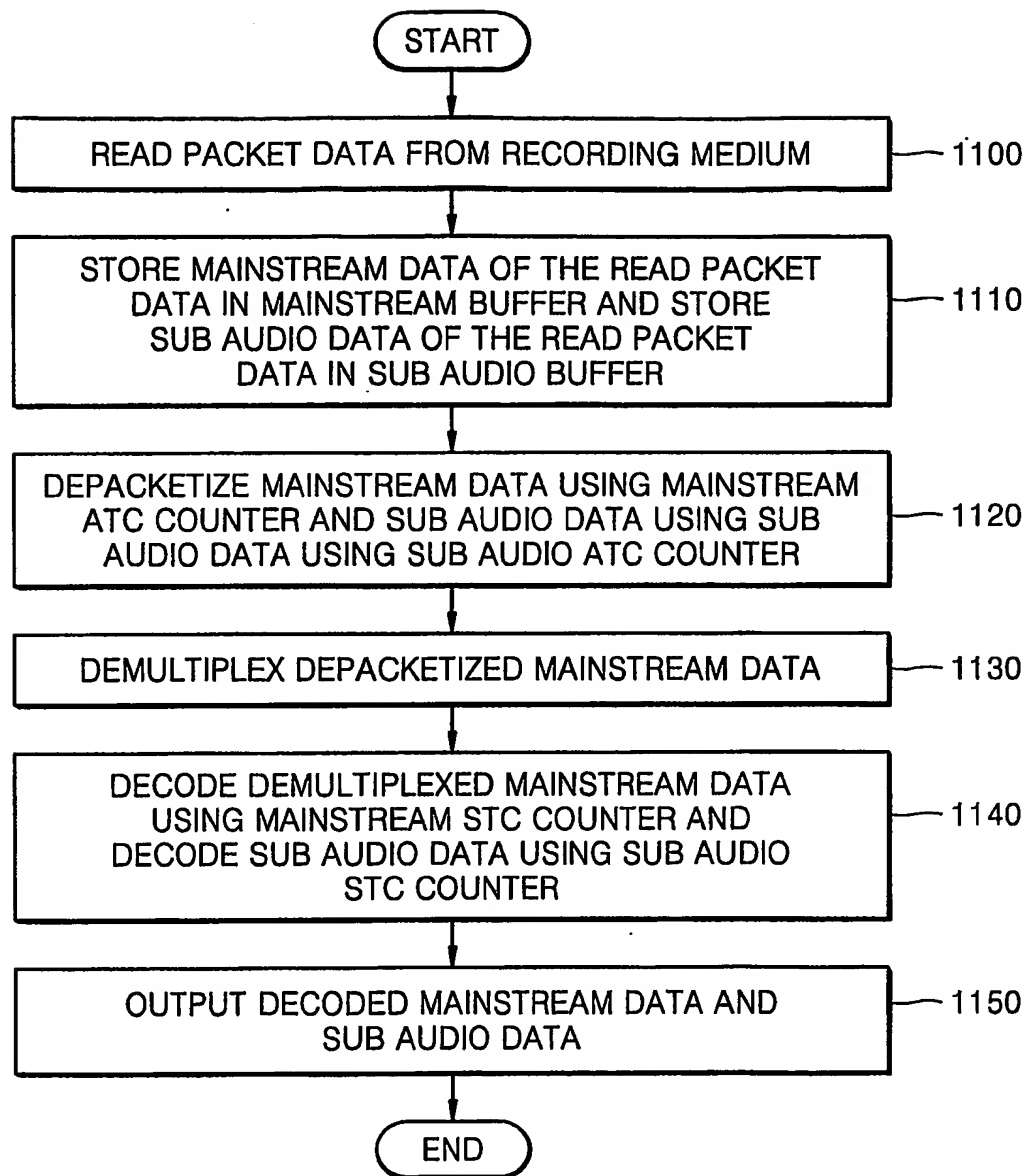 START
READ PACKET DATA FROM RECORDING MEDIUM
1100
STORE MAINSTREAM DATA OF THE READ PACKET
DATA IN MAINSTREAM BUFFER AND STORE
SUB AUDIO DATA OF THE READ PACKET
DATA IN SUB AUDIO BUFFER
1110
DEPACKETIZE MAINSTREAM DATA USING MAINSTREAM
ATC COUNTER AND SUB AUDIO DATA USING SUB
AUDIO DATA USING SUB AUDIO ATC COUNTER
1120
DEMULTIPLEX DEPACKETIZED MAINSTREAM DATA
1130
DECODE DEMULTIPLEXED MAINSTREAM DATA
USING MAINSTREAM STC COUNTER AND
DECODE SUB AUDIO DATA USING SUB AUDIO
STC COUNTER
1140
OUTPUT DECODED MAINSTREAM DATA AND
SUB AUDIO DATA
1150
END